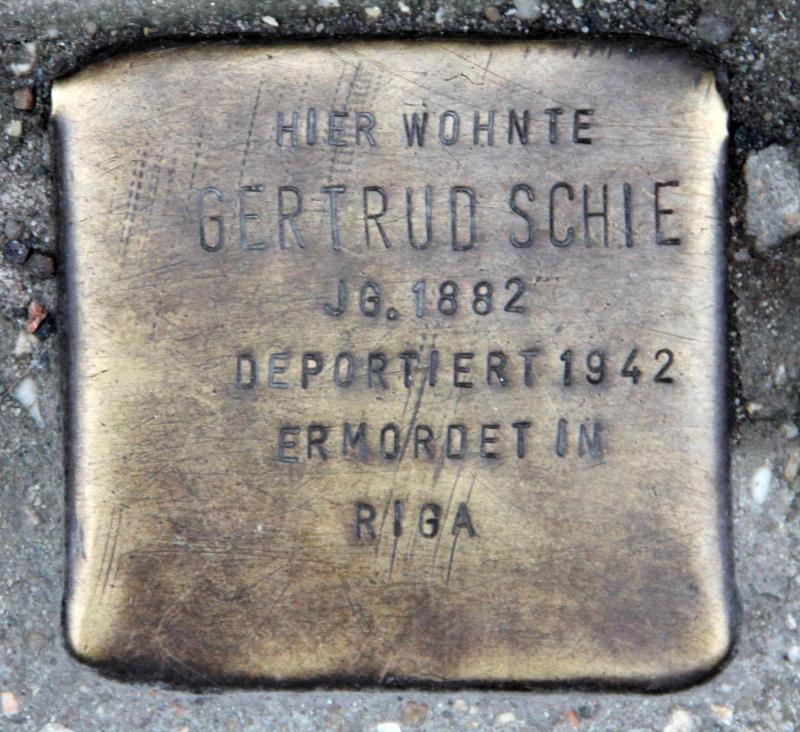 HIER WOHNTE
GERTRUD SCHIE
JG. 1882
DEPORTIERT 1942
ERMORDET IN
RIGA